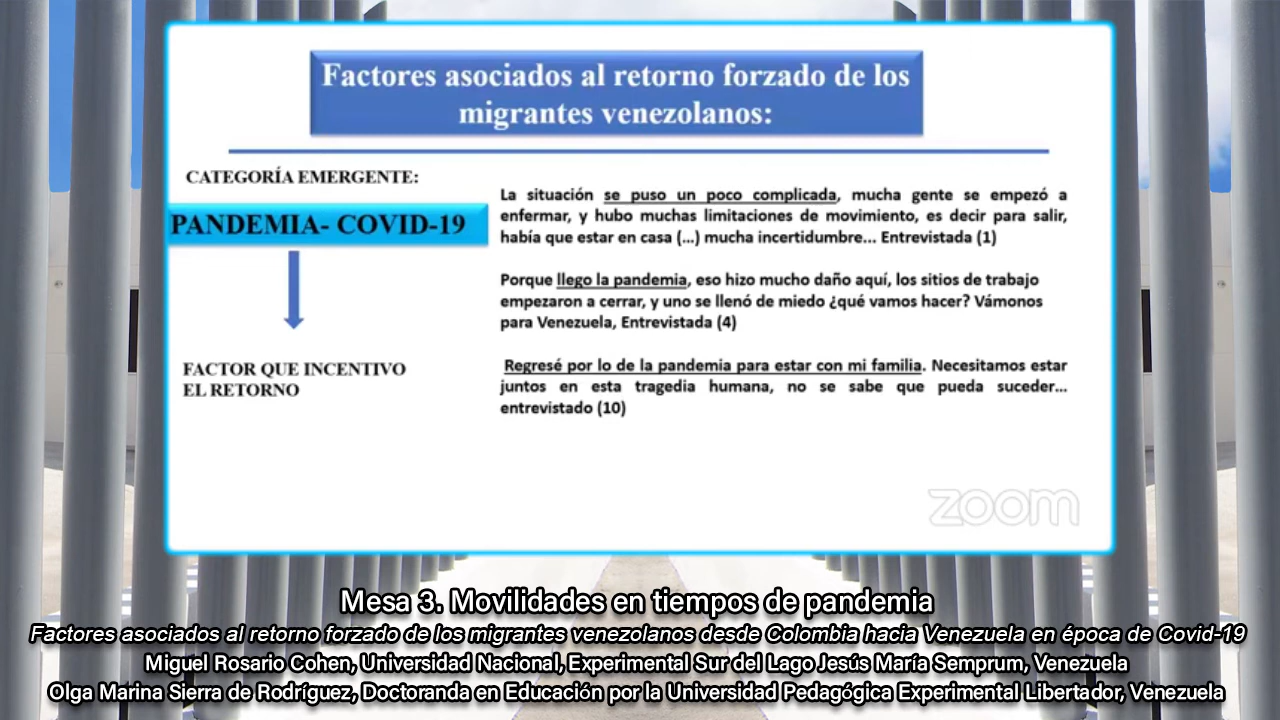 Factores asociados al retorno forzado de los
migrantes venezolanos:
CATEGORÍA EMERGENTE:
PANDEMIA- COVID-19
FACTOR QUE INCENTIVO
EL RETORNO
La situación se puso un poco complicada, mucha gente se empezó a
enfermar, y hubo muchas limitaciones de movimiento, es decir para salir,
había que estar en casa (...) mucha incertidumbre... Entrevistada (1)
Porque llego la pandemia, eso hizo mucho daño aquí, los sitios de trabajo
empezaron a cerrar, y uno se llenó de miedo ¿qué vamos hacer? Vámonos
para Venezuela, Entrevistada (4)
Regresé por lo de la pandemia para estar con mi familia. Necesitamos estar
juntos en esta tragedia humana, no se sabe que pueda suceder...
entrevistado (10)
zoom
Mesa 3. Movilidades en tiempos de pandemia
Factores asociados al retorno forzado de los migrantes venezolanos desde Colombia hacia Venezuela en época de Covid-19
Miguel Rosario Cohen, Universidad Nacional, Experimental Sur del Lago Jesús María Semprum, Venezuela
Olga Marina Sierra de Rodríguez, Doctoranda en Educación por la Universidad Pedagógica Experimental Libertador, Venezuela